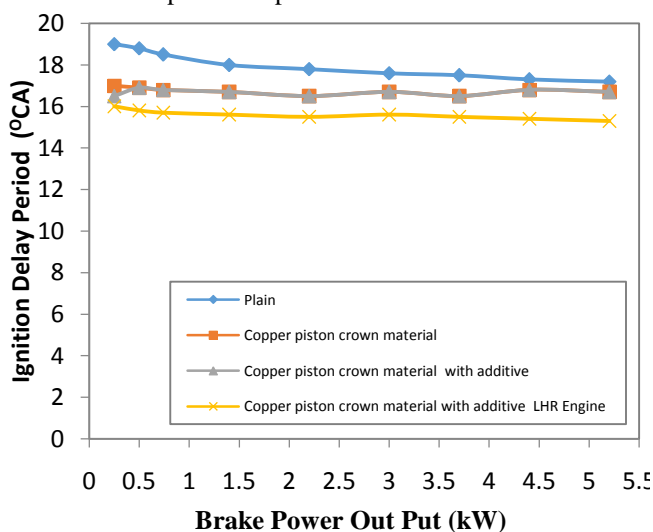 20
18
16
14
12
10
8
6
4
2
0
Ignition Delay Period (⁰CA)
Plain
Copper piston crown material
Copper piston crown material with additive
Copper piston crown material with additive LHR Engine
0 0.5 1 1.5 2 2.5 3 3.5 4 4.5 5 5.5
Brake Power Out Put (kW)